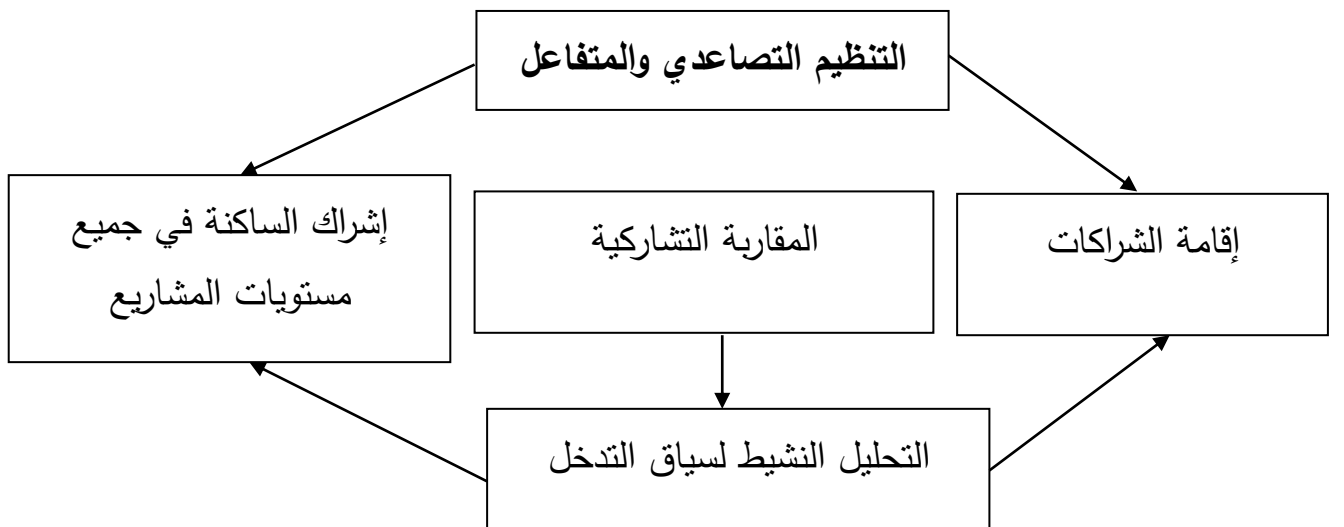 التنظيم التصاعدي والمتفاعل
إقامة الشراكات
المقاربة التشاركية
إشراك الساكنة في جميع
مستويات المشاريع
التحليل النشيط لسياق التدخل